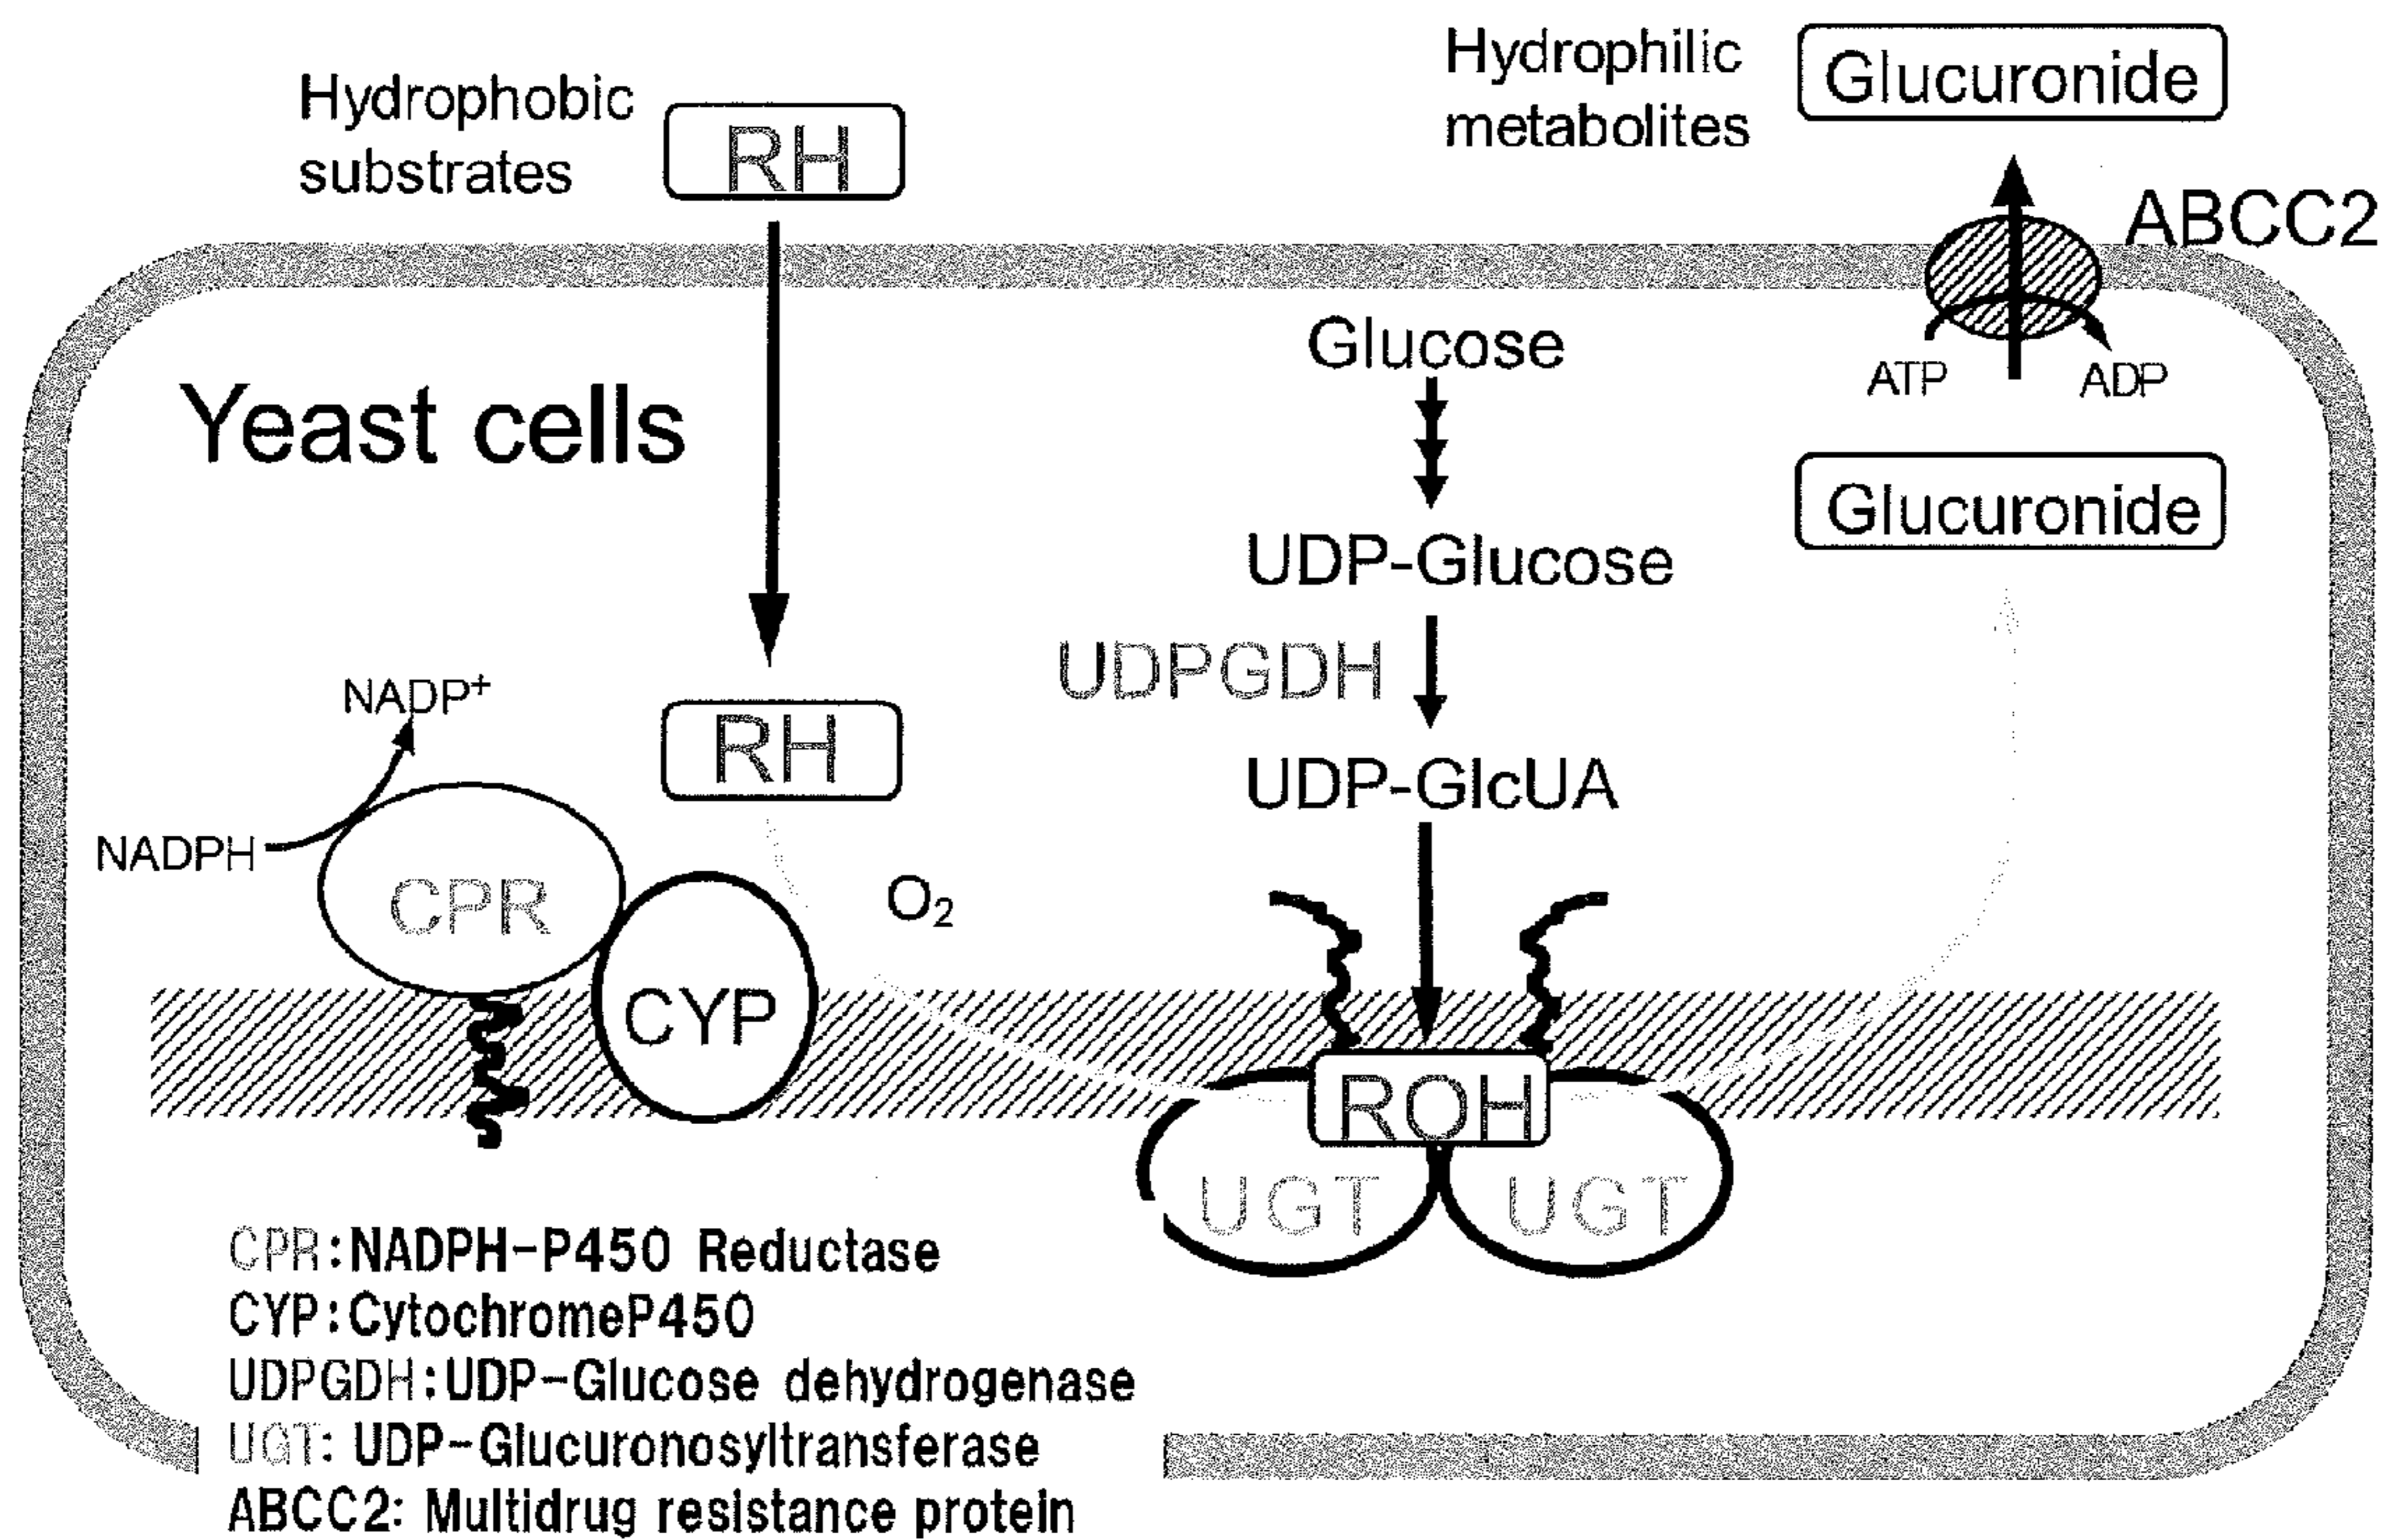 Hydrophobic
substrates
RH
Hydrophilic
metabolites
Glucuronide
ABCC2
ATP
ADP
Yeast cells
Glucose
UDP-Glucose
UDPGDH
UDP-GlcUA
Glucuronide
NADP+
NADPH
RH
CPR
CYP
O2
ROH
UGT
UGT
CPR:NADPH-P450 Reductase
CYP:CytochromeP450
UDPGDH:UDP-Glucose dehydrogenase
UGT: UDP-Glucuronosyltransferase
ABCC2: Multidrug resistance protein